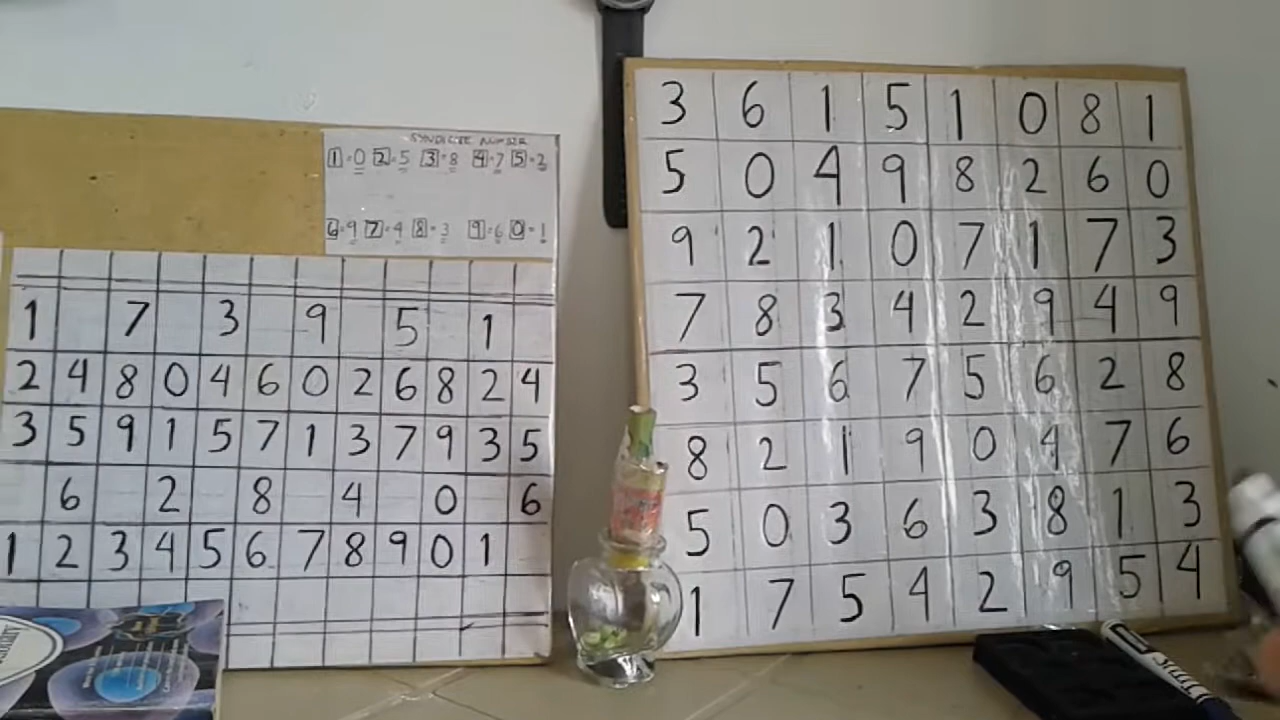 SYNDICTE NUMBER
1=0 2=5 3=8 4=7 5=2
6=9 7=4 8=3 9=6 0=1
1 7 3 9 5 1
2 4 8 0 4 6 0 2 6 8 2 4
3 5 9 1 5 7 1 3 7 9 3 5
6 2 8 4 0 6
1 2 3 4 5 6 7 8 9 0 1
3 6 1 5 1 0 8 1
5 0 4 9 8 2 6 0
9 2 1 0 7 1 7 3
7 8 3 4 2 9 4 9
3 5 6 7 5 6 2 8
8 2 1 9 0 4 7 6
5 0 3 6 3 8 1 3
1 7 5 4 2 9 5 4